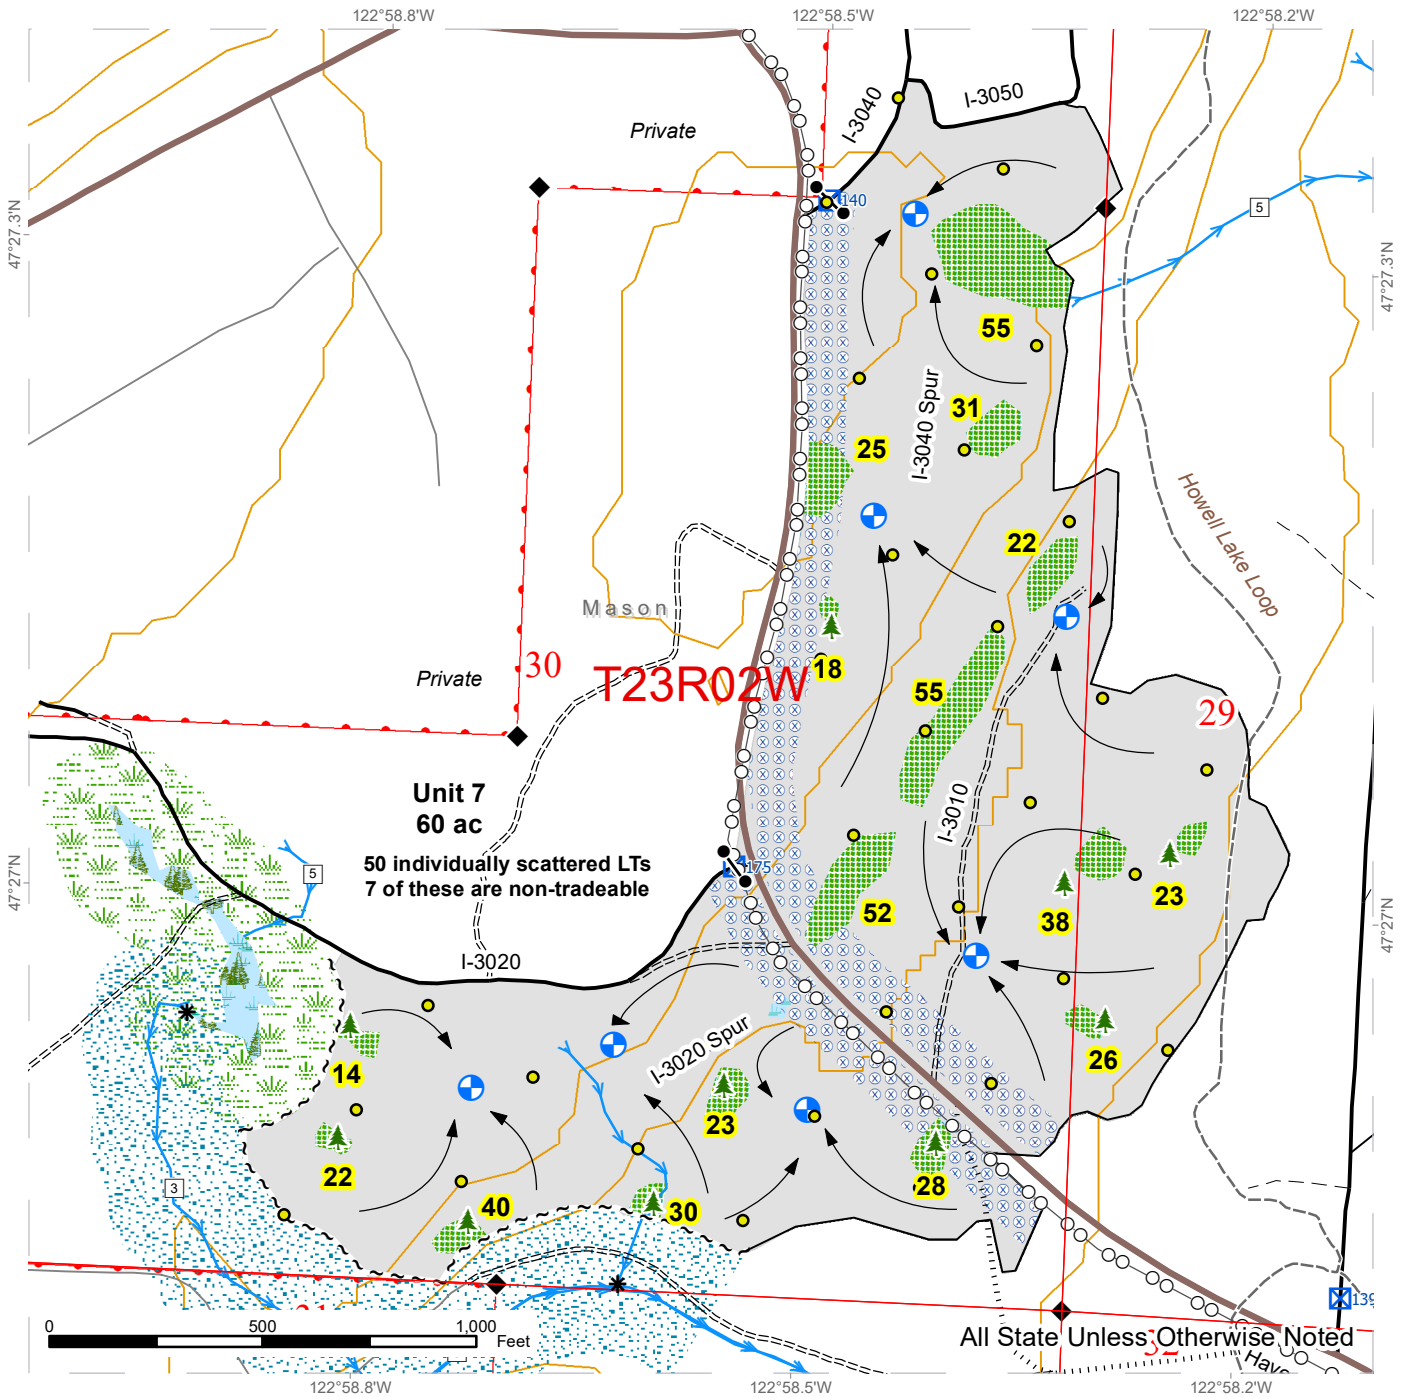 122°58.8'W
122°58.5'W
122°58.2'W
47°27.3'N
47°27.3'N
I-3040
I-3050
Private
140
5
55
31
25
I-3040 Spur
22
Howell Lake Loop
Mason
30
T23R02W
Private
18
55
29
Unit 7
60 ac
50 individually scattered LTs
7 of these are non-tradeable
I-3010
175
5
47°27'N
47°27'N
52
38
23
I-3020
I-3020 Spur
14
26
23
22
28
3
40
30
139
0
500
1,000
Feet
All State Unless Otherwise Noted
32
122°58.8'W
122°58.5'W
122°58.2'W